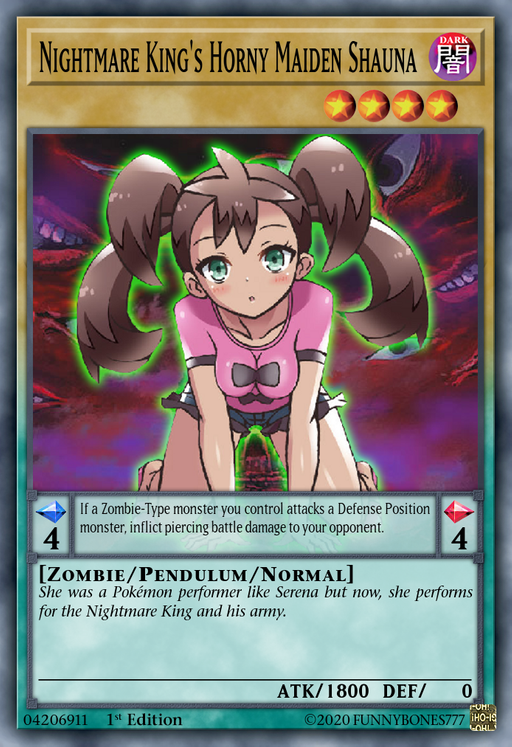 Nightmare King's Horny Maiden Shauna
DARK
闇
If a Zombie-Type monster you control attacks a Defense Position
monster, inflict piercing battle damage to your opponent.
4
4
[Zombie/Pendulum/Normal]
She was a Pokémon performer like Serena but now, she performs
for the Nightmare King and his army.
ATK/1800 DEF/ 0
04206911 1st Edition ©2020 FUNNYBONES777